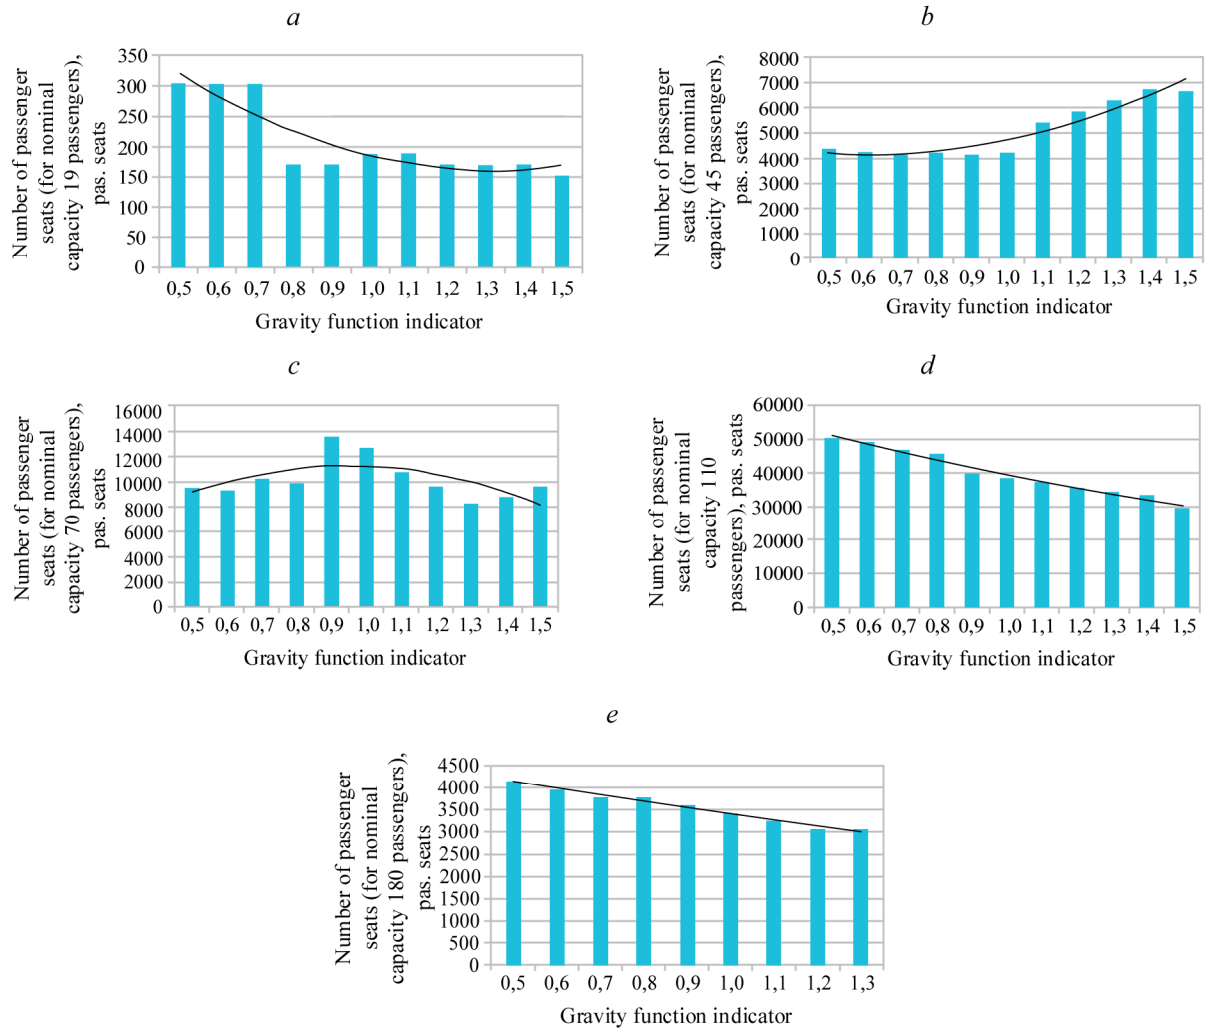 a
Number of passenger
seats (for nominal
capacity 19 passengers),
pas. seats
350
300
250
200
150
100
50
0
0,5 0,6 0,7 0,8 0,9 1,0 1,1 1,2 1,3 1,4 1,5
Gravity function indicator
b
Number of passenger
seats (for nominal
capacity 45 passengers),
pas. seats
8000
7000
6000
5000
4000
3000
2000
1000
0
0,5 0,6 0,7 0,8 0,9 1,0 1,1 1,2 1,3 1,4 1,5
Gravity function indicator
c
Number of passenger
seats (for nominal
capacity 70 passengers),
pas. seats
16000
14000
12000
10000
8000
6000
4000
2000
0
0,5 0,6 0,7 0,8 0,9 1,0 1,1 1,2 1,3 1,4 1,5
Gravity function indicator
d
Number of passenger
seats (for nominal
capacity 110
passengers), pas. seats
60000
50000
40000
30000
20000
10000
0
0,5 0,6 0,7 0,8 0,9 1,0 1,1 1,2 1,3 1,4 1,5
Gravity function indicator
e
Number of passenger
seats (for nominal
capacity 180 passengers),
pas. seats
4500
4000
3500
3000
2500
2000
1500
1000
500
0
0,5 0,6 0,7 0,8 0,9 1,0 1,1 1,2 1,3
Gravity function indicator